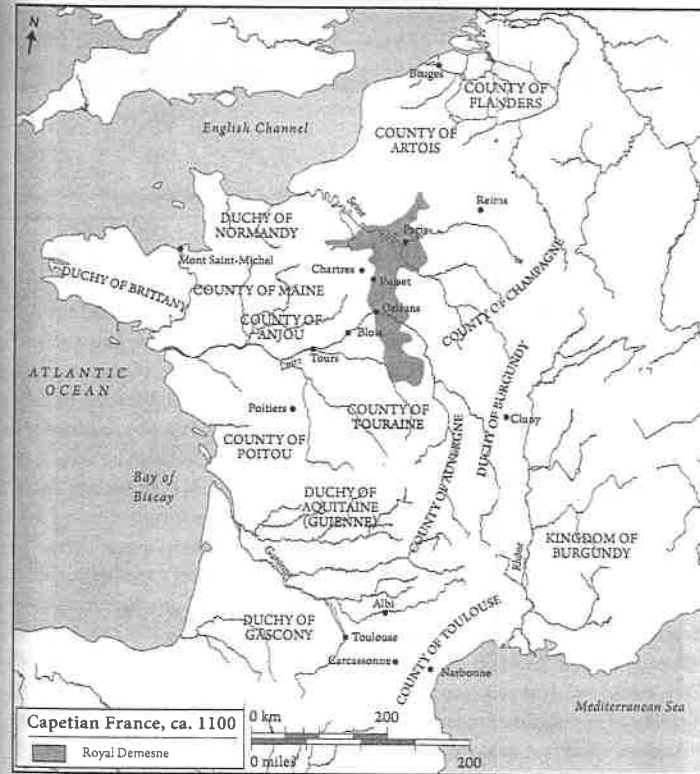 N
Bruges
COUNTY OF
FLANDERS
English Channel
COUNTY OF
ARTOIS
Reims
Seine
DUCHY OF
NORMANDY
Paris
Mont Saint-Michel
Chartres
Puiset
DUCHY OF BRITTANY
COUNTY OF MAINE
COUNTY OF CHAMPAGNE
Orléans
COUNTY OF
ANJOU
Blois
Loire
Tours
ATLANTIC
OCEAN
DUCHY OF BURGUNDY
Poitiers
COUNTY OF
TOURAINE
Cluny
COUNTY OF
POITOU
COUNTY OF AUVERGNE
Bay of
Biscay
DUCHY OF
AQUITAINE
(GUIENNE)
KINGDOM OF
BURGUNDY
Rhône
Garonne
Albi
DUCHY OF
GASCONY
Toulouse
COUNTY OF TOULOUSE
Carcassonne
Narbonne
Mediterranean Sea
Capetian France, ca. 1100
Royal Demesne
0 km 200
0 miles 200